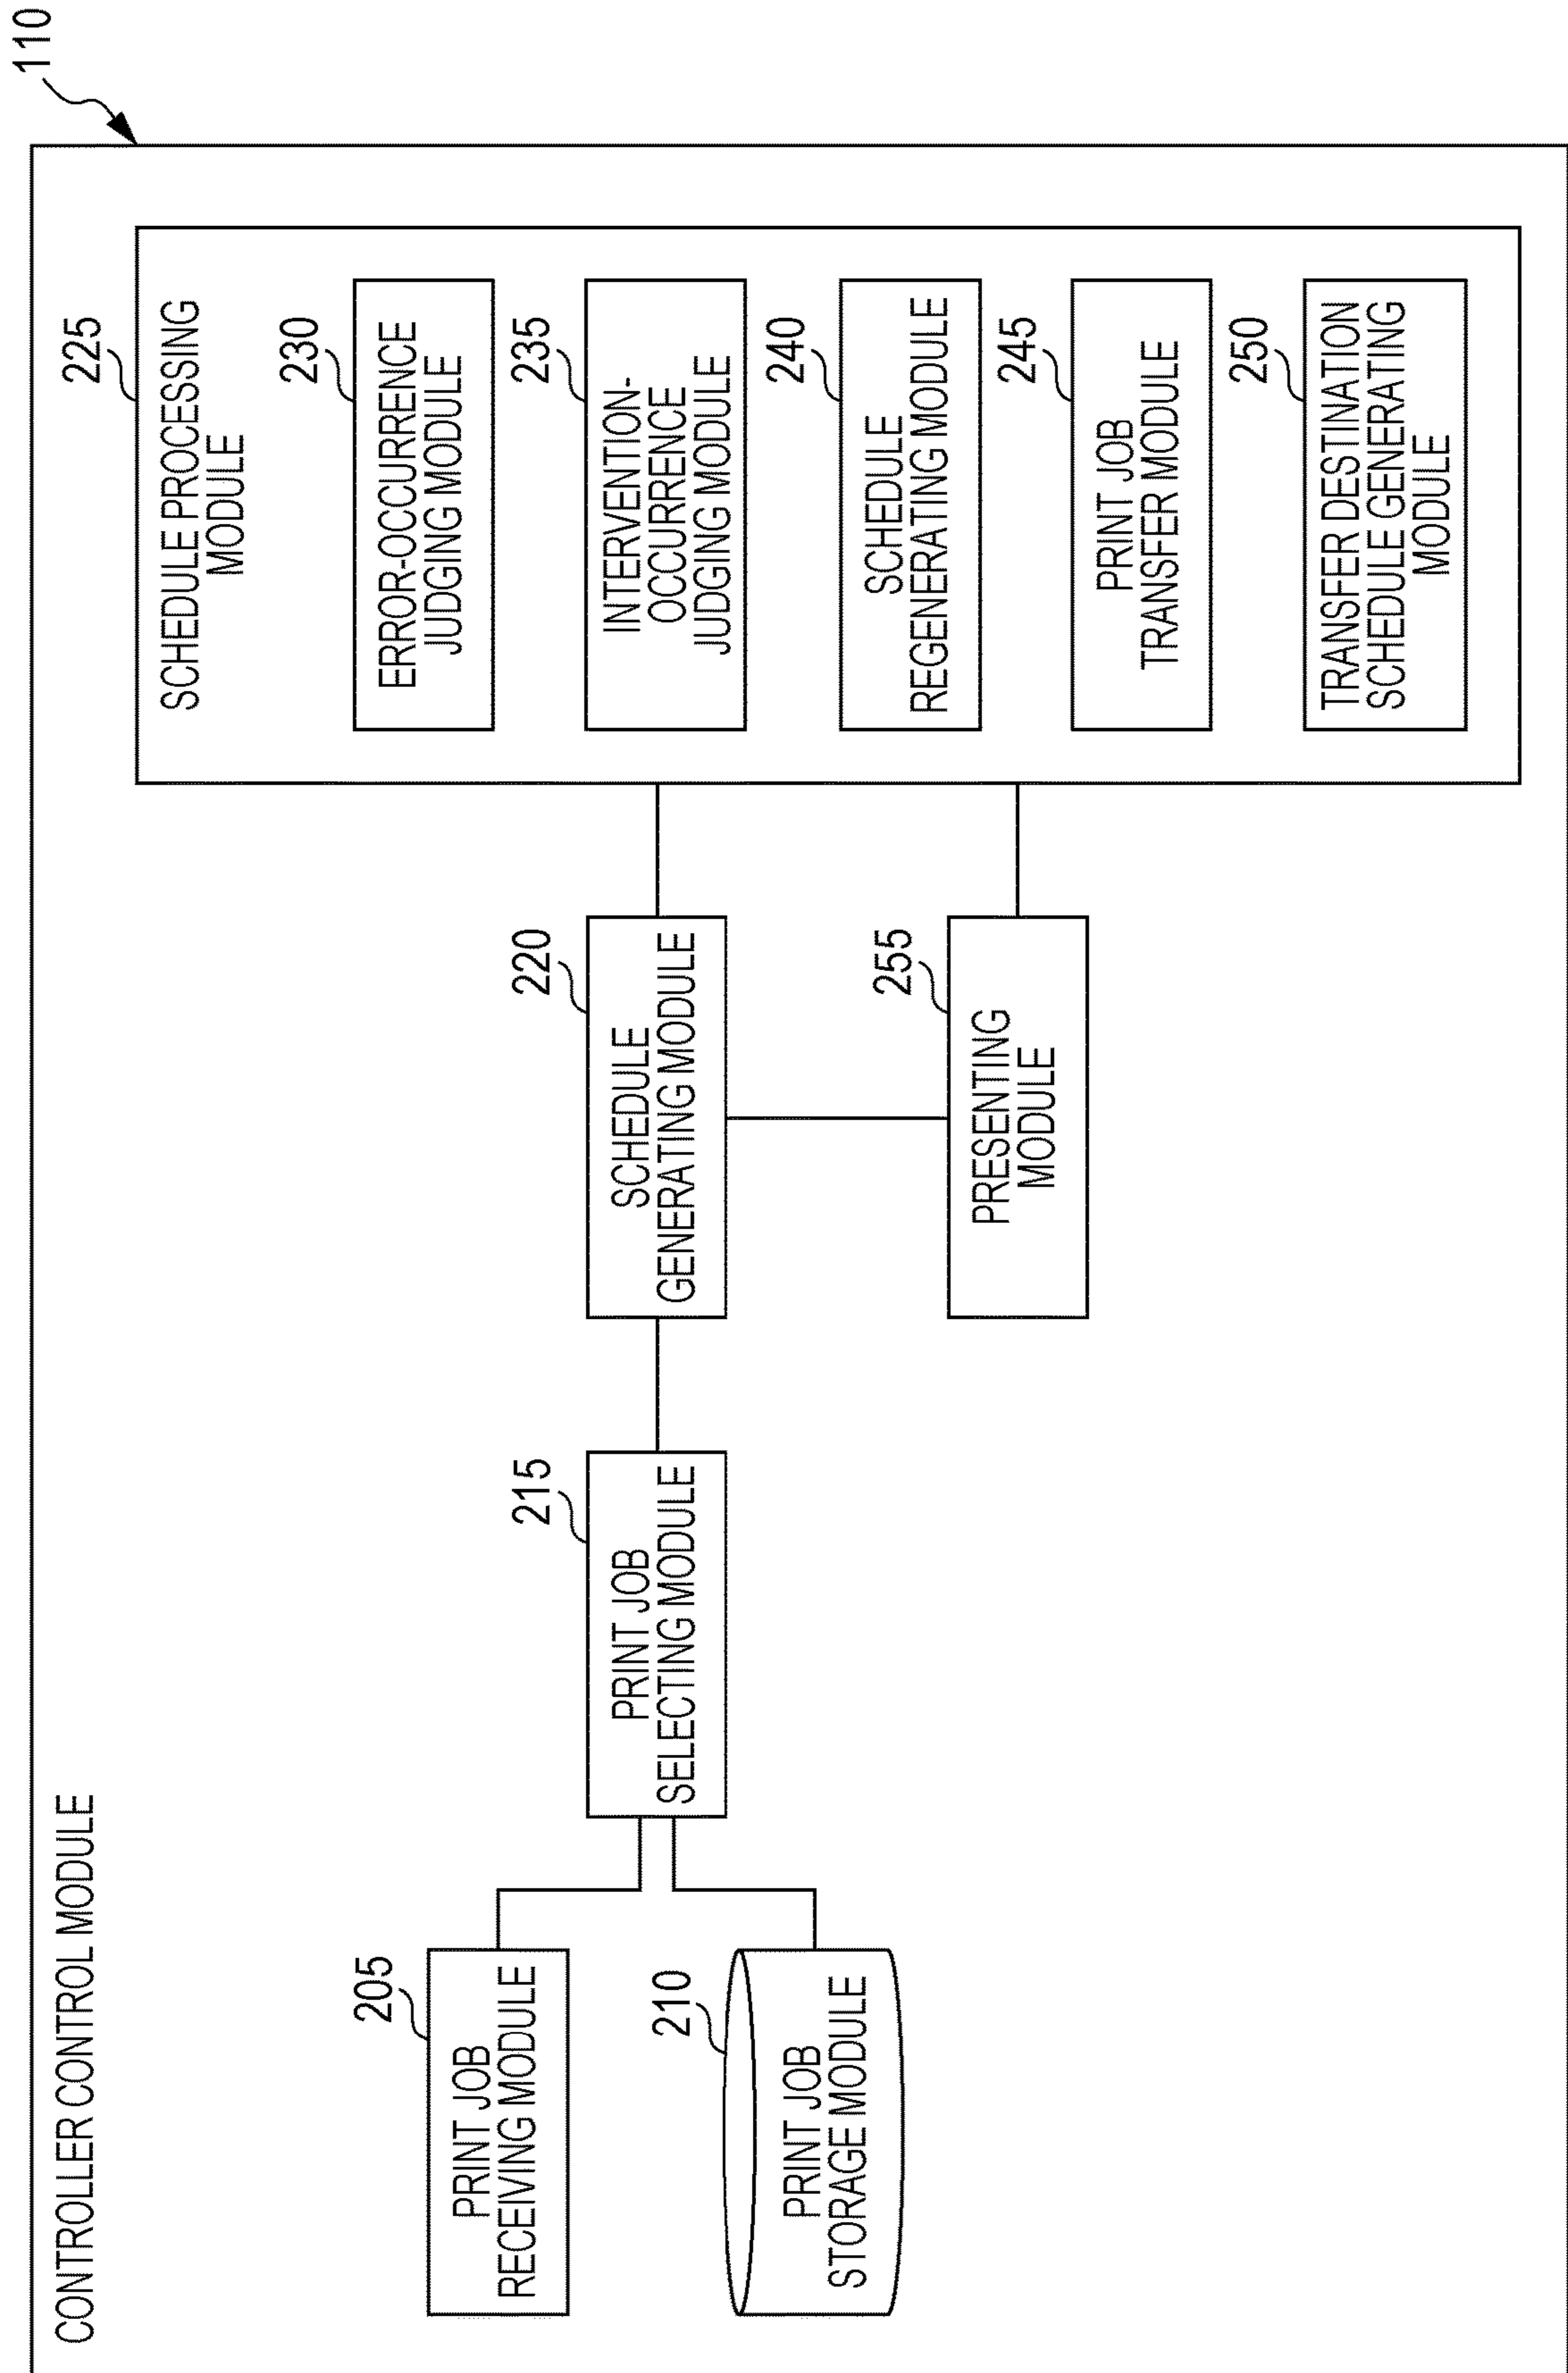 110
CONTROLLER CONTROL MODULE
205
PRINT JOB
RECEIVING MODULE
210
PRINT JOB
STORAGE MODULE
215
PRINT JOB
SELECTING MODULE
220
SCHEDULE
GENERATING MODULE
255
PRESENTING
MODULE
225
SCHEDULE PROCESSING
MODULE
230
ERROR-OCCURRENCE
JUDGING MODULE
235
INTERVENTION-
OCCURRENCE
JUDGING MODULE
240
SCHEDULE
REGENERATING MODULE
245
PRINT JOB
TRANSFER MODULE
250
TRANSFER DESTINATION
SCHEDULE GENERATING
MODULE